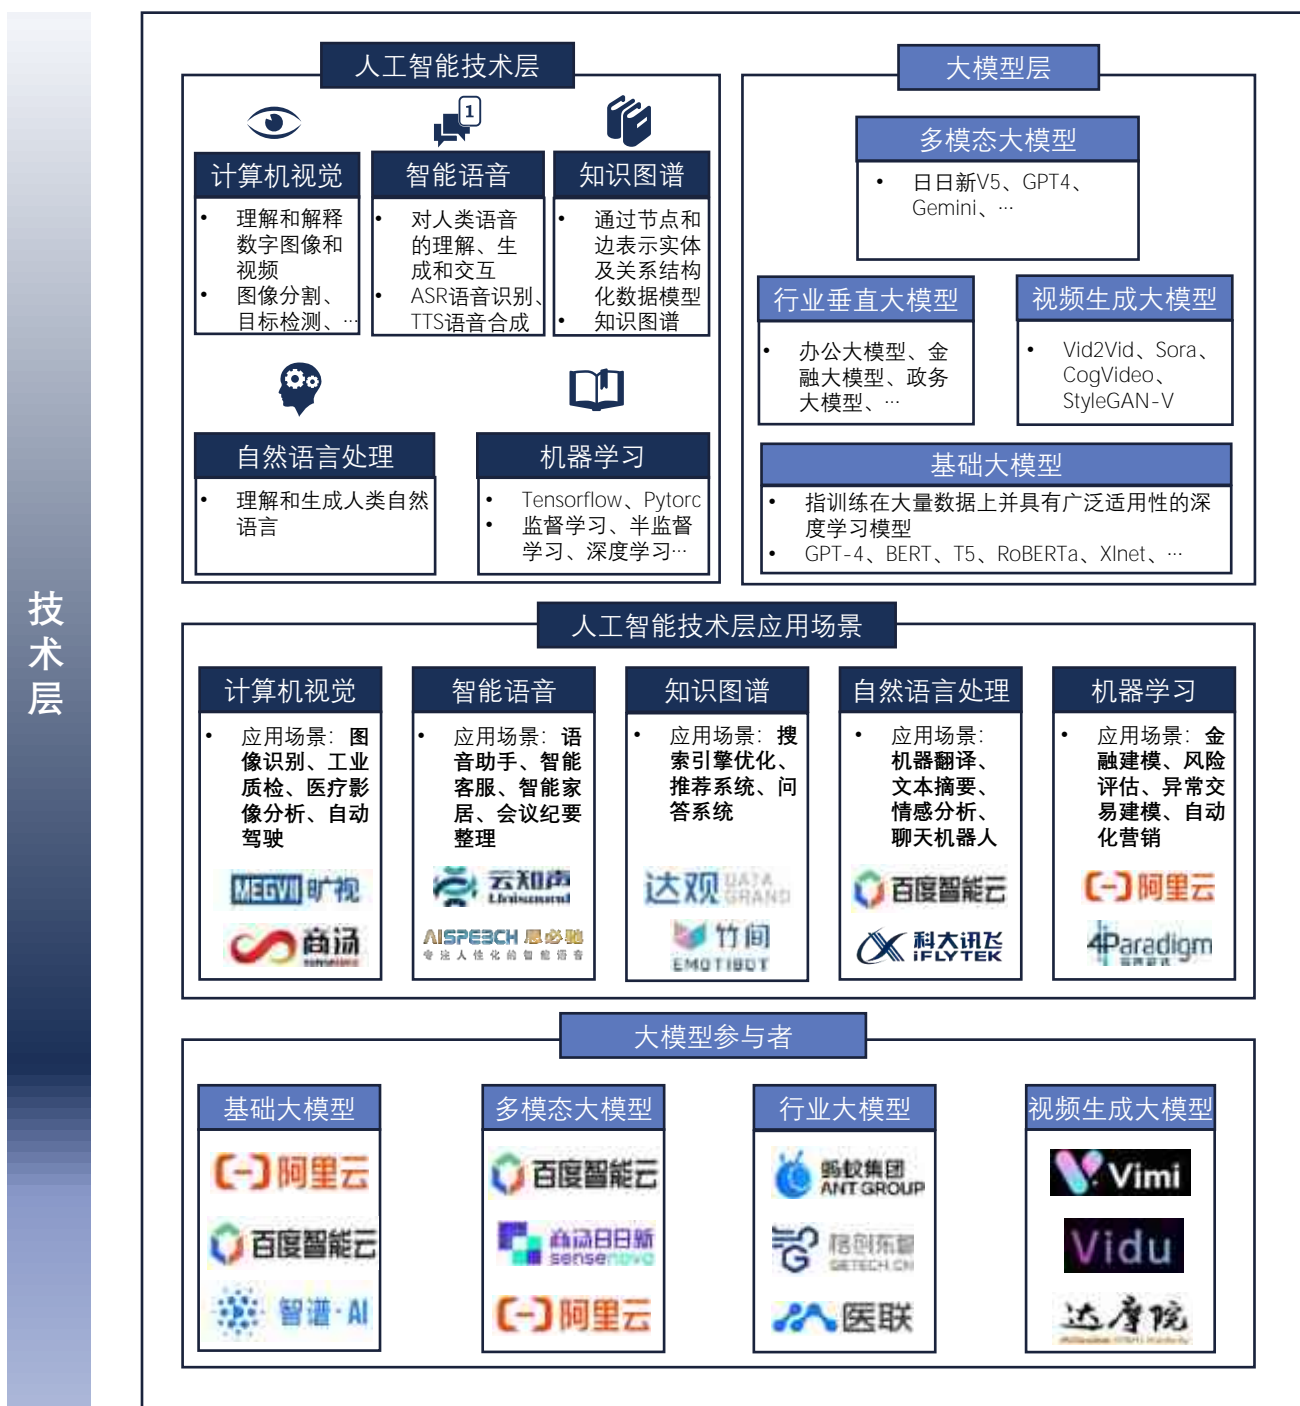 技术层
人工智能技术层
1
计算机视觉
• 理解和解释
数字图像和
视频
• 图像分割、
目标检测、…
智能语音
• 对人类语音
的理解、生
成和交互
• ASR语音识别、
TTS语音合成
知识图谱
• 通过节点和
边表示实体
及关系结构
化数据模型
• 知识图谱
自然语言处理
• 理解和生成人类自然
语言
机器学习
• Tensorflow、Pytorc
• 监督学习、半监督
学习、深度学习…
大模型层
多模态大模型
• 日日新V5、GPT4、
Gemini、…
行业垂直大模型
• 办公大模型、金
融大模型、政务
大模型、…
视频生成大模型
• Vid2Vid、Sora、
CogVideo、
StyleGAN-V
基础大模型
• 指训练在大量数据上并具有广泛适用性的深
度学习模型
• GPT-4、BERT、T5、RoBERTa、Xlnet、…
人工智能技术层应用场景
计算机视觉
• 应用场景：图
像识别、工业
质检、医疗影
像分析、自动
驾驶
MEGVII 旷视
商汤
智能语音
• 应用场景：语
音助手、智能
客服、智能家
居、会议纪要
整理
云知声
Unisound
AISPEECH 思必驰
专注人性化的智能语音
知识图谱
• 应用场景：搜
索引擎优化、
推荐系统、问
答系统
达观 DATA
GRAND
竹间
EMOTIBOT
自然语言处理
• 应用场景：
机器翻译、
文本摘要、
情感分析、
聊天机器人
百度智能云
科大讯飞
iFLYTEK
机器学习
• 应用场景：金
融建模、风险
评估、异常交
易建模、自动
化营销
阿里云
4Paradigm
大模型参与者
基础大模型
阿里云
百度智能云
智谱·AI
多模态大模型
百度智能云
商汤日日新
sensenova
阿里云
行业大模型
蚂蚁集团
ANT GROUP
格创东智
GETECH.CN
医联
视频生成大模型
Vimi
Vidu
达摩院